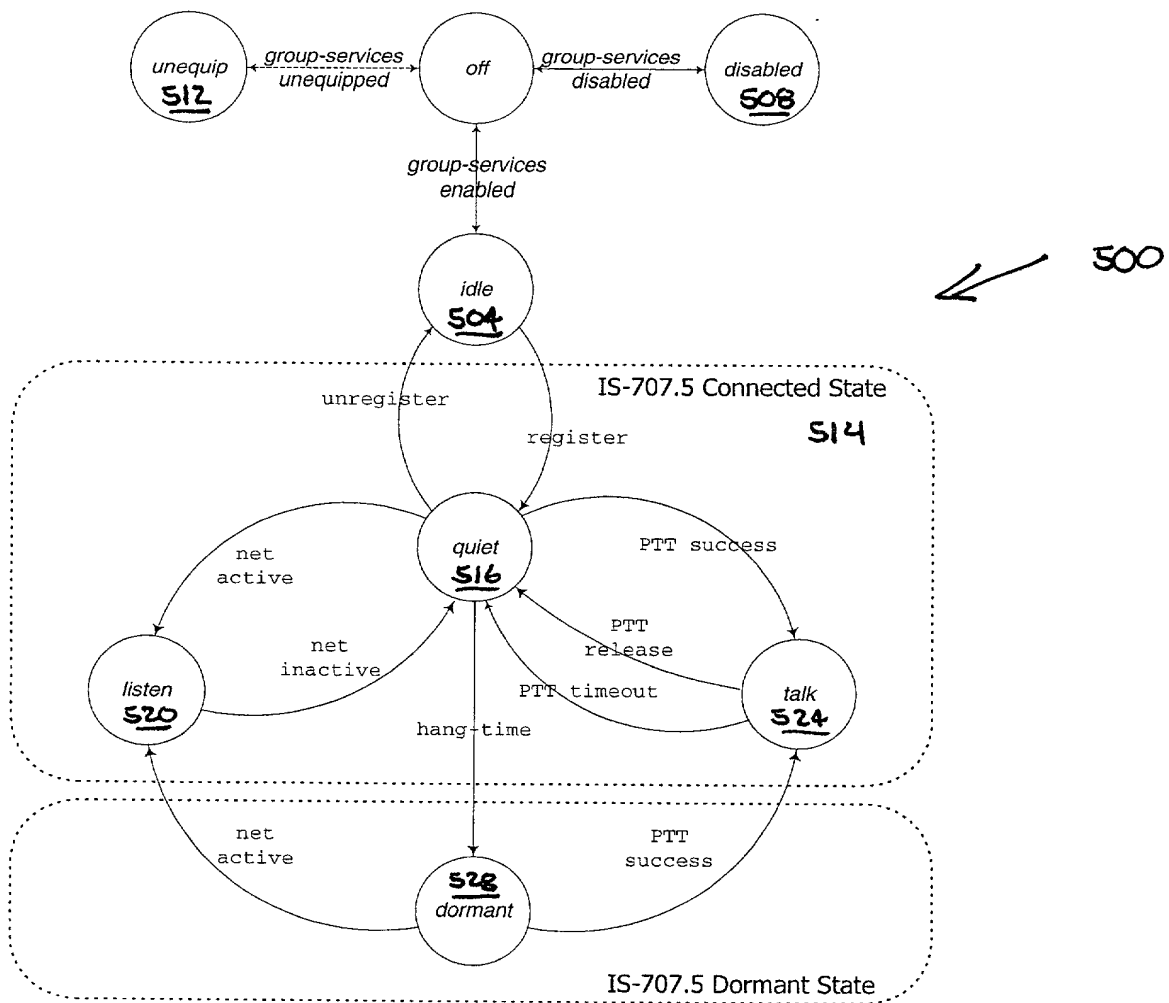 unequip
512
group-services
unequipped
off
group-services
disabled
disabled
508
group-services
enabled
idle
504
500
IS-707.5 Connected State
514
unregister
register
quiet
516
net
active
PTT success
net
inactive
PTT
release
PTT timeout
listen
520
talk
524
hang-time
net
active
PTT
success
528
dormant
IS-707.5 Dormant State